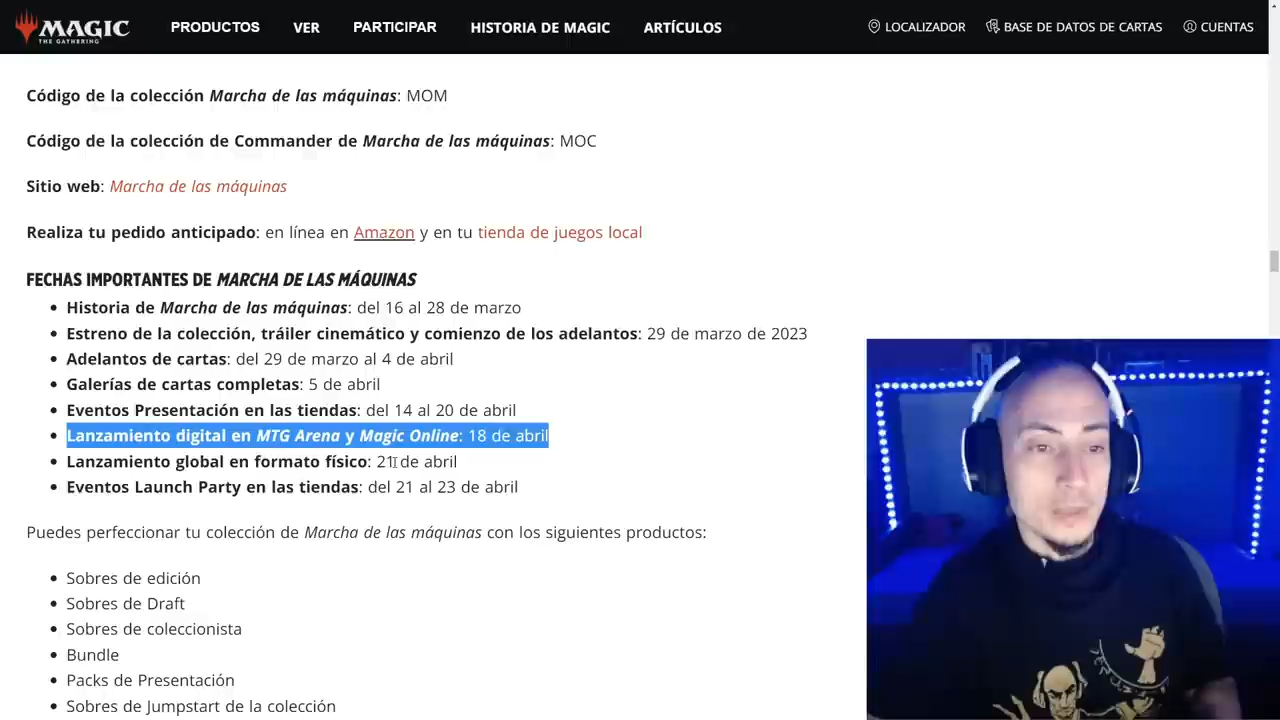 MAGIC
THE GATHERING
PRODUCTOS VER PARTICIPAR HISTORIA DE MAGIC ARTÍCULOS LOCALIZADOR BASE DE DATOS DE CARTAS CUENTAS
Código de la colección Marcha de las máquinas: MOM
Código de la colección de Commander de Marcha de las máquinas: MOC
Sitio web: Marcha de las máquinas
Realiza tu pedido anticipado: en línea en Amazon y en tu tienda de juegos local
FECHAS IMPORTANTES DE MARCHA DE LAS MÁQUINAS
• Historia de Marcha de las máquinas: del 16 al 28 de marzo
• Estreno de la colección, tráiler cinemático y comienzo de los adelantos: 29 de marzo de 2023
• Adelantos de cartas: del 29 de marzo al 4 de abril
• Galerías de cartas completas: 5 de abril
• Eventos Presentación en las tiendas: del 14 al 20 de abril
• Lanzamiento digital en MTG Arena y Magic Online: 18 de abril
• Lanzamiento global en formato físico: 21 de abril
• Eventos Launch Party en las tiendas: del 21 al 23 de abril
Puedes perfeccionar tu colección de Marcha de las máquinas con los siguientes productos:
• Sobres de edición
• Sobres de Draft
• Sobres de coleccionista
• Bundle
• Packs de Presentación
• Sobres de Jumpstart de la colección